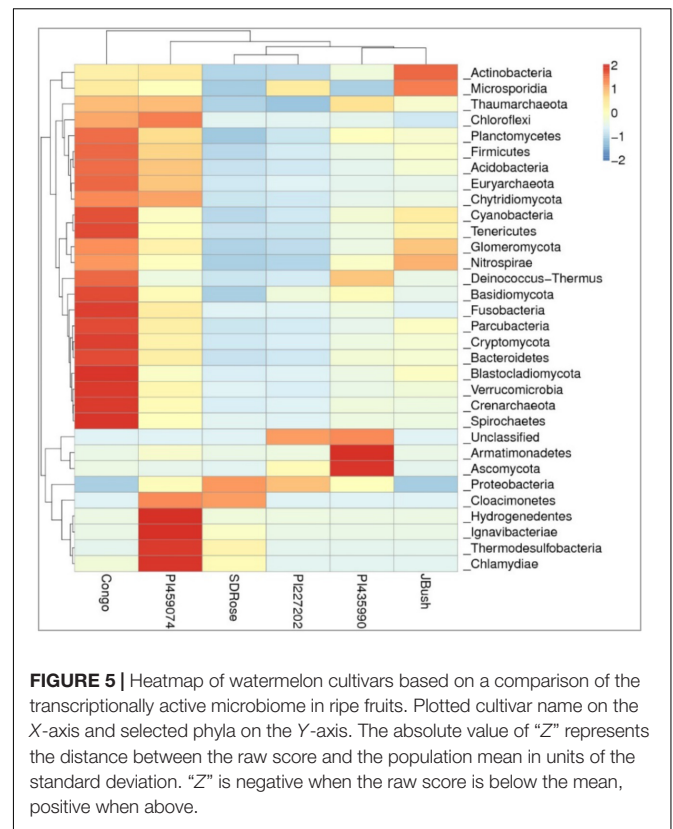 _Actinobacteria
_Microsporidia
_Thaumarchaeota
_Chloroflexi
_Planctomycetes
_Firmicutes
_Acidobacteria
_Euryarchaeota
_Chytridiomycota
_Cyanobacteria
_Tenericutes
_Glomeromycota
_Nitrospirae
_Deinococcus−Thermus
_Basidiomycota
_Fusobacteria
_Parcubacteria
_Cryptomycota
_Bacteroidetes
_Blastocladiomycota
_Verrucomicrobia
_Crenarchaeota
_Spirochaetes
_Unclassified
_Armatimonadetes
_Ascomycota
_Proteobacteria
_Cloacimonetes
_Hydrogenedentes
_Ignavibacteriae
_Thermodesulfobacteria
_Chlamydiae
2
1
0
−1
−2
Congo
PI459074
SDRose
PI227202
PI435990
JBush
FIGURE 5 | Heatmap of watermelon cultivars based on a comparison of the
transcriptionally active microbiome in ripe fruits. Plotted cultivar name on the
X-axis and selected phyla on the Y-axis. The absolute value of “Z” represents
the distance between the raw score and the population mean in units of the
standard deviation. “Z” is negative when the raw score is below the mean,
positive when above.